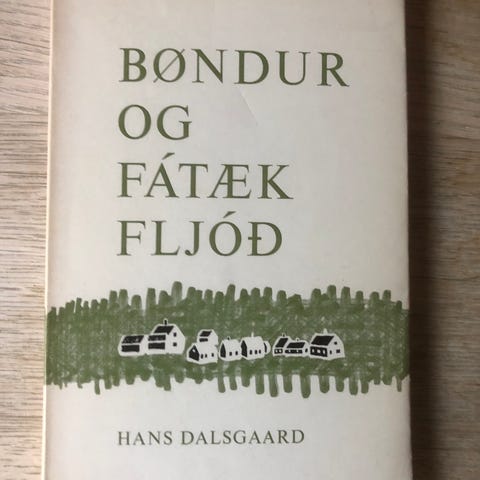 BØNDUR
OG
FÁTÆK
FLJÓÐ
HANS DALSGAARD